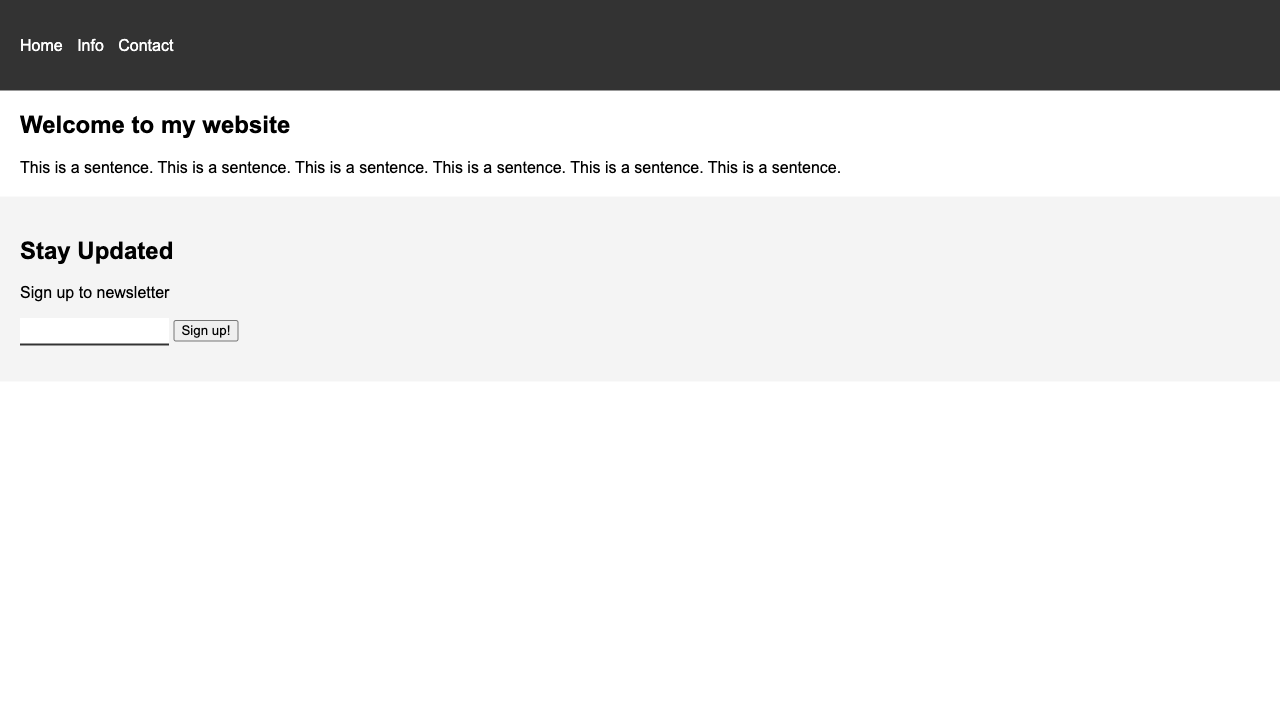 Home Info Contact
Welcome to my website
This is a sentence. This is a sentence. This is a sentence. This is a sentence. This is a sentence. This is a sentence.
Stay Updated
Sign up to newsletter
Sign up!